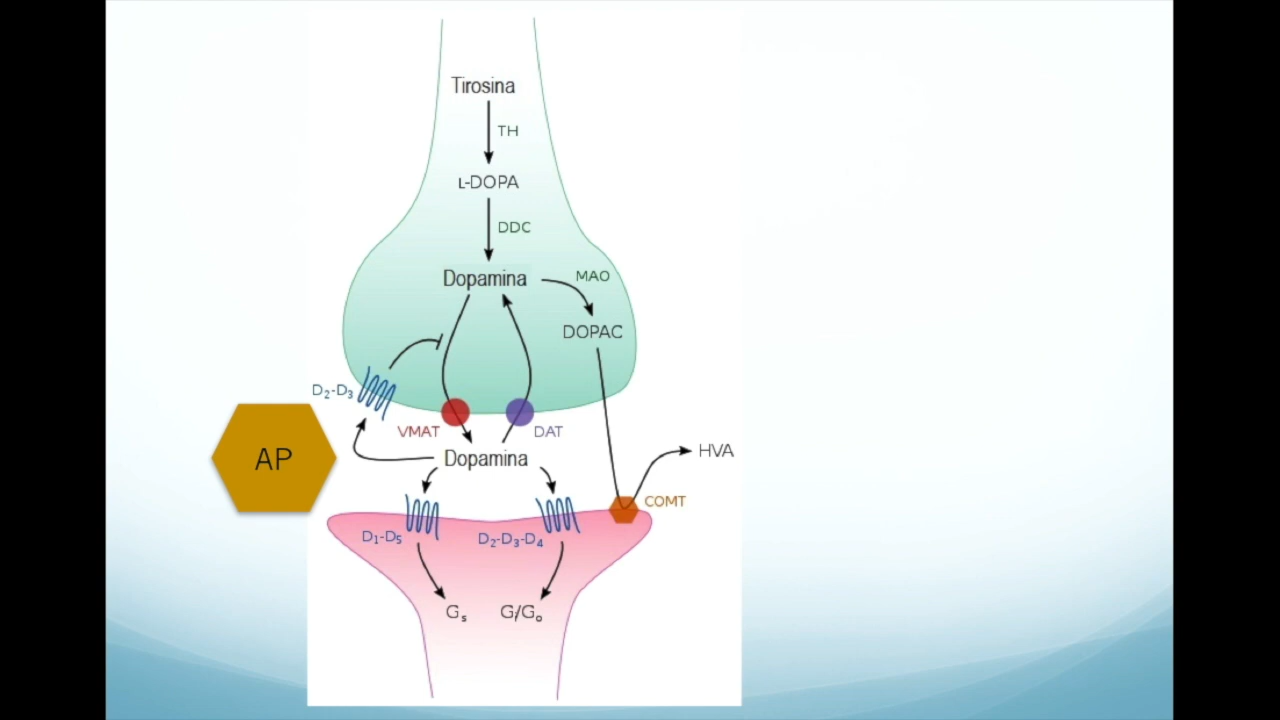 Tirosina
TH
L-DOPA
DDC
Dopamina
MAO
DOPAC
D₂-D₃
VMAT
DAT
AP
Dopamina
HVA
COMT
D₁-D₅
D₂-D₃-D₄
Gₛ
G/Gₒ